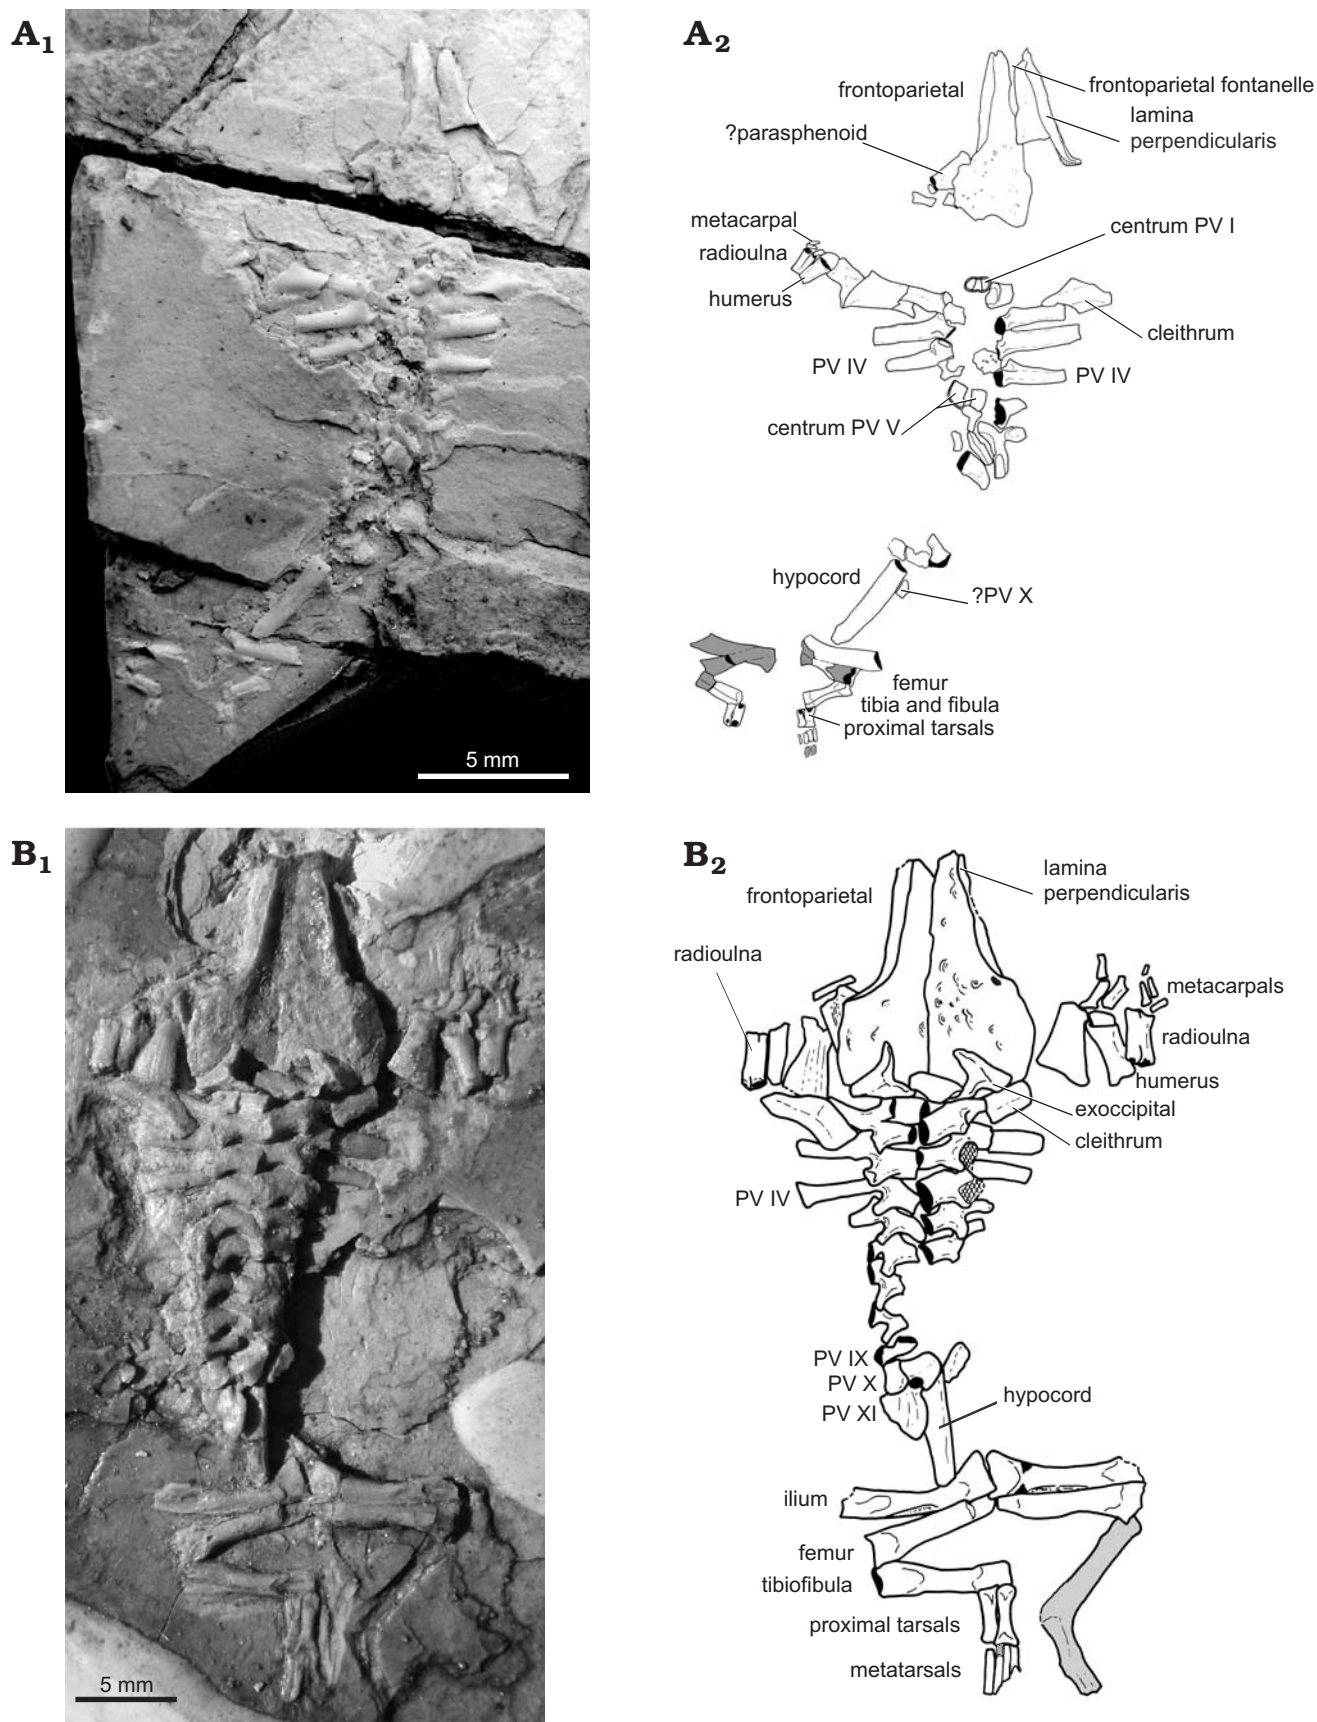 A1
A2
frontoparietal
frontoparietal fontanelle
lamina
perpendicularis
?parasphenoid
metacarpal
radioulna
humerus
centrum PV I
cleithrum
PV IV
PV IV
centrum PV V
hypocord
?PV X
femur
tibia and fibula
proximal tarsals
5 mm
B1
B2
frontoparietal
lamina
perpendicularis
radioulna
metacarpals
radioulna
humerus
exoccipital
cleithrum
PV IV
PV IX
PV X
PV XI
hypocord
ilium
femur
tibiofibula
proximal tarsals
metatarsals
5 mm